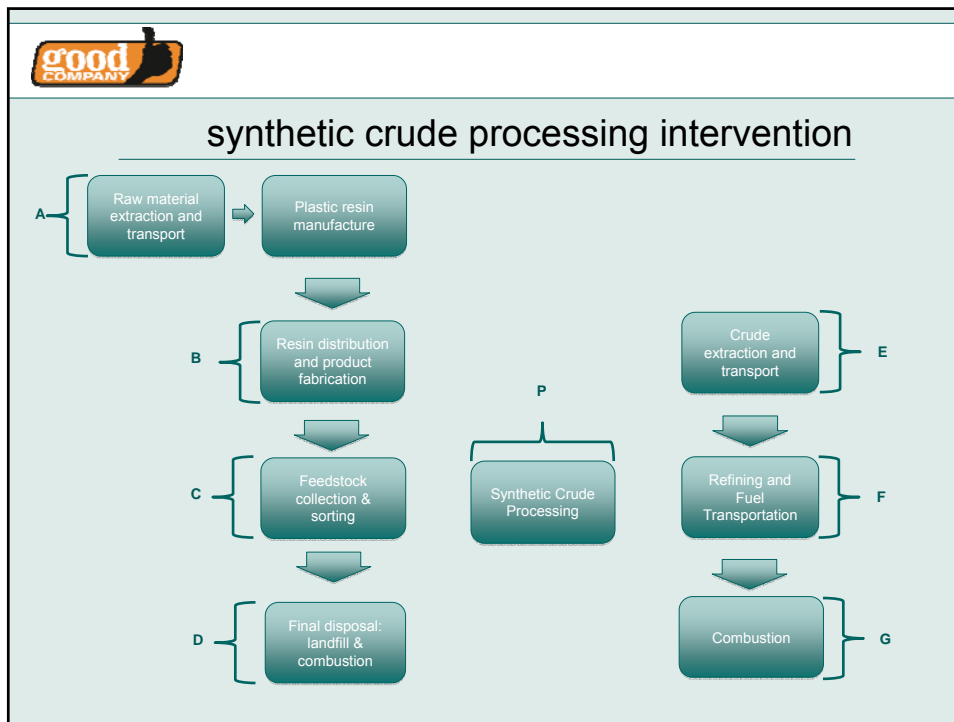 good
COMPANY
synthetic crude processing intervention
A
Raw material
extraction and
transport
Plastic resin
manufacture
B
Resin distribution
and product
fabrication
C
Feedstock
collection &
sorting
D
Final disposal:
landfill &
combustion
P
Synthetic Crude
Processing
Crude
extraction and
transport
E
Refining and
Fuel
Transportation
F
Combustion
G